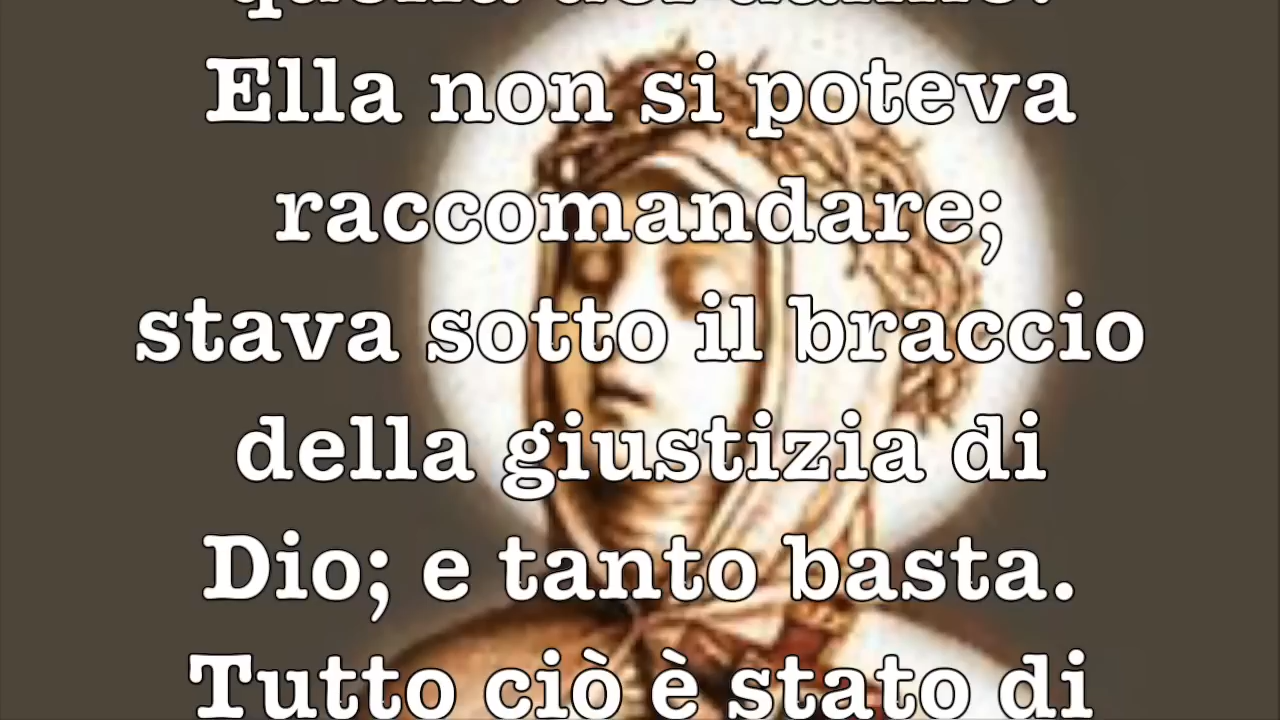 Ella non si poteva
raccomandare;
stava sotto il braccio
della giustizia di
Dio; e tanto basta.
Tutto ciò è stato di